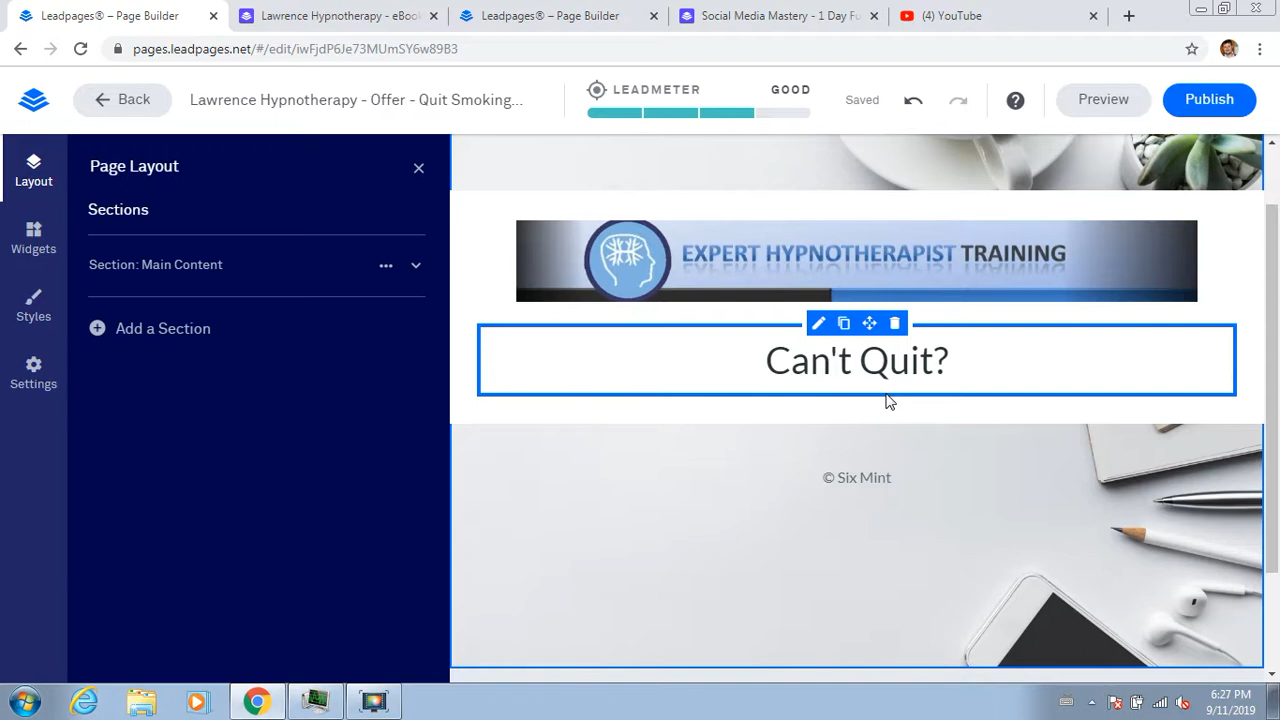 Leadpages® – Page Builder
Lawrence Hypnotherapy - eBook
Leadpages® – Page Builder
Social Media Mastery - 1 Day Fu
(4) YouTube
pages.leadpages.net/#/edit/iwFjdP6Je73MUmSY6w89B3
Back
Lawrence Hypnotherapy - Offer - Quit Smoking...
LEADMETER
GOOD
Saved
Preview
Publish
Layout
Widgets
Styles
Settings
Page Layout
Sections
Section: Main Content
Add a Section
EXPERT HYPNOTHERAPIST TRAINING
Can't Quit?
© Six Mint
6:27 PM
9/11/2019